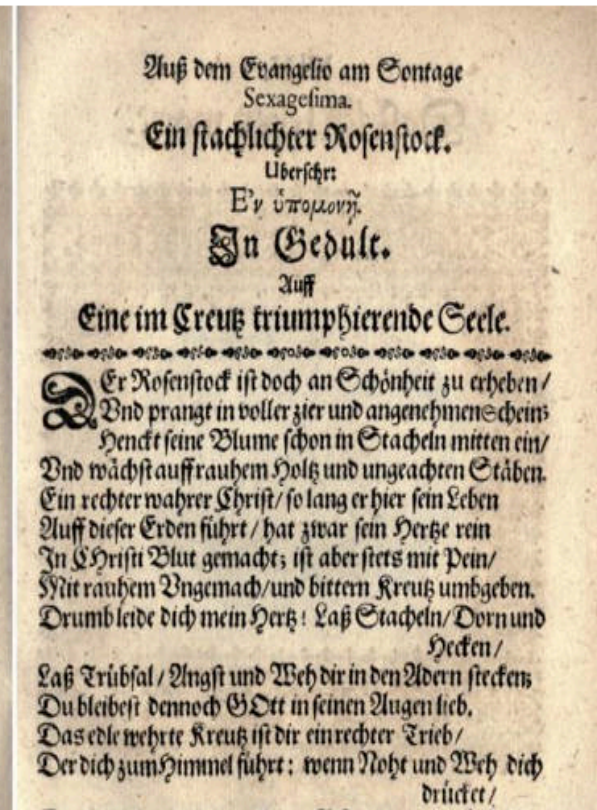 Auß dem Evangelio am Sontage
Sexagesima.
Ein stachlichter Rosenstock.
Uberschr:
Ἐν ὑπομονῇ.
In Gedult.
Auff
Eine im Creutz triumphierende Seele.
DEr Rosenstock ist doch an Schönheit zu erheben/
Vnd prangt in voller zier und angenehmen Schein;
Henckt seine Blume schon in Stacheln mitten ein/
Vnd wächst auff rauhem Holtz und ungeachten Stäben.
Ein rechter wahrer Christ/ so lang er hier sein Leben
Auff dieser Erden führt/ hat zwar sein Hertze rein
In CHristi Blut gemacht; ist aber stets mit Pein/
Mit rauhem Vngemach/ und bittern Kreutz umbgeben.
Drumb leide dich mein Hertz! Laß Stacheln/ Dorn und
Hecken/
Laß Trübsal/ Angst und Weh dir in den Adern stecken;
Du bleibest dennoch GOtt in seinen Augen lieb.
Das edle wehrte Kreutz ist dir ein rechter Trieb/
Der dich zum Himmel führt: wenn Noht und Weh dich
drücket/